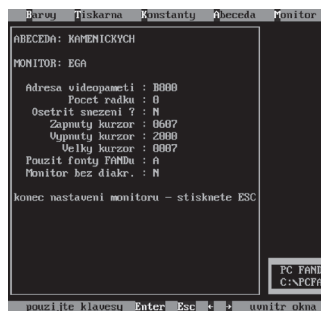 Barvy Tiskarna Konstanty Abeceda Monitor
ABECEDA: KAMENICKYCH
MONITOR: EGA
Adresa videopameti : B800
Pocet radku : 0
Osetrit snezeni ? : N
Zapnuty kurzor : 0607
Vypnuty kurzor : 2000
Velky kurzor : 0007
Pouzit fonty FANDu : A
Monitor bez diakr. : N
konec nastaveni monitoru – stisknete ESC
PC FAND
C:\PCFA
pouzijte klavesy Enter Esc ← → uvnitr okna